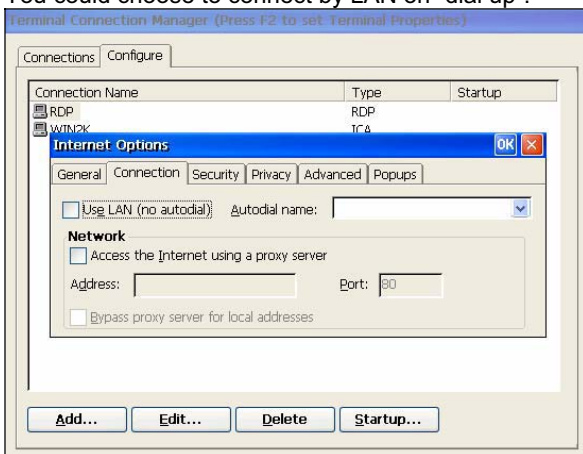 You could choose to connect by LAN on "dial up".
Terminal Connection Manager (Press F2 to set Terminal Properties)
Connections Configure
Connection Name Type Startup
RDP RDP
WIN2K ICA
Internet Options OK
General Connection Security Privacy Advanced Popups
Use LAN (no autodial) Autodial name:
Network
Access the Internet using a proxy server
Address: Port: 80
Bypass proxy server for local addresses
Add... Edit... Delete Startup...